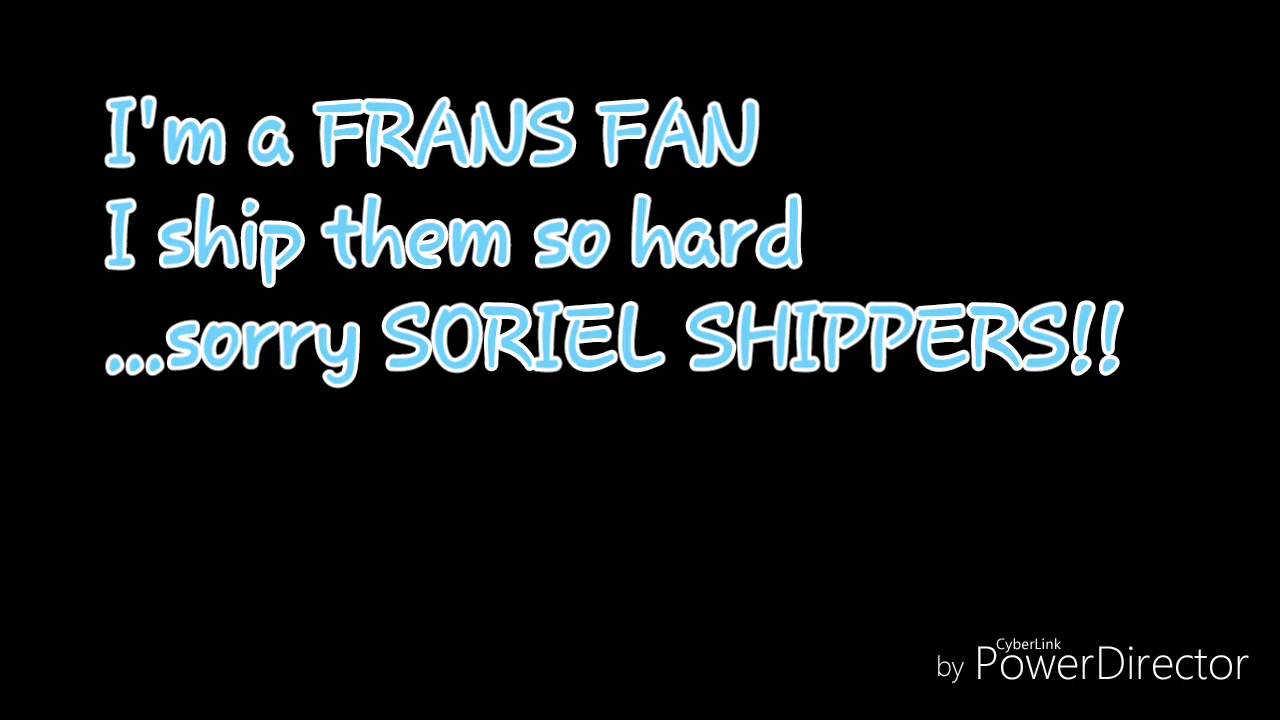 I'm a FRANS FAN
I ship them so hard
...sorry SORIEL SHIPPERS!!
CyberLink
by PowerDirector